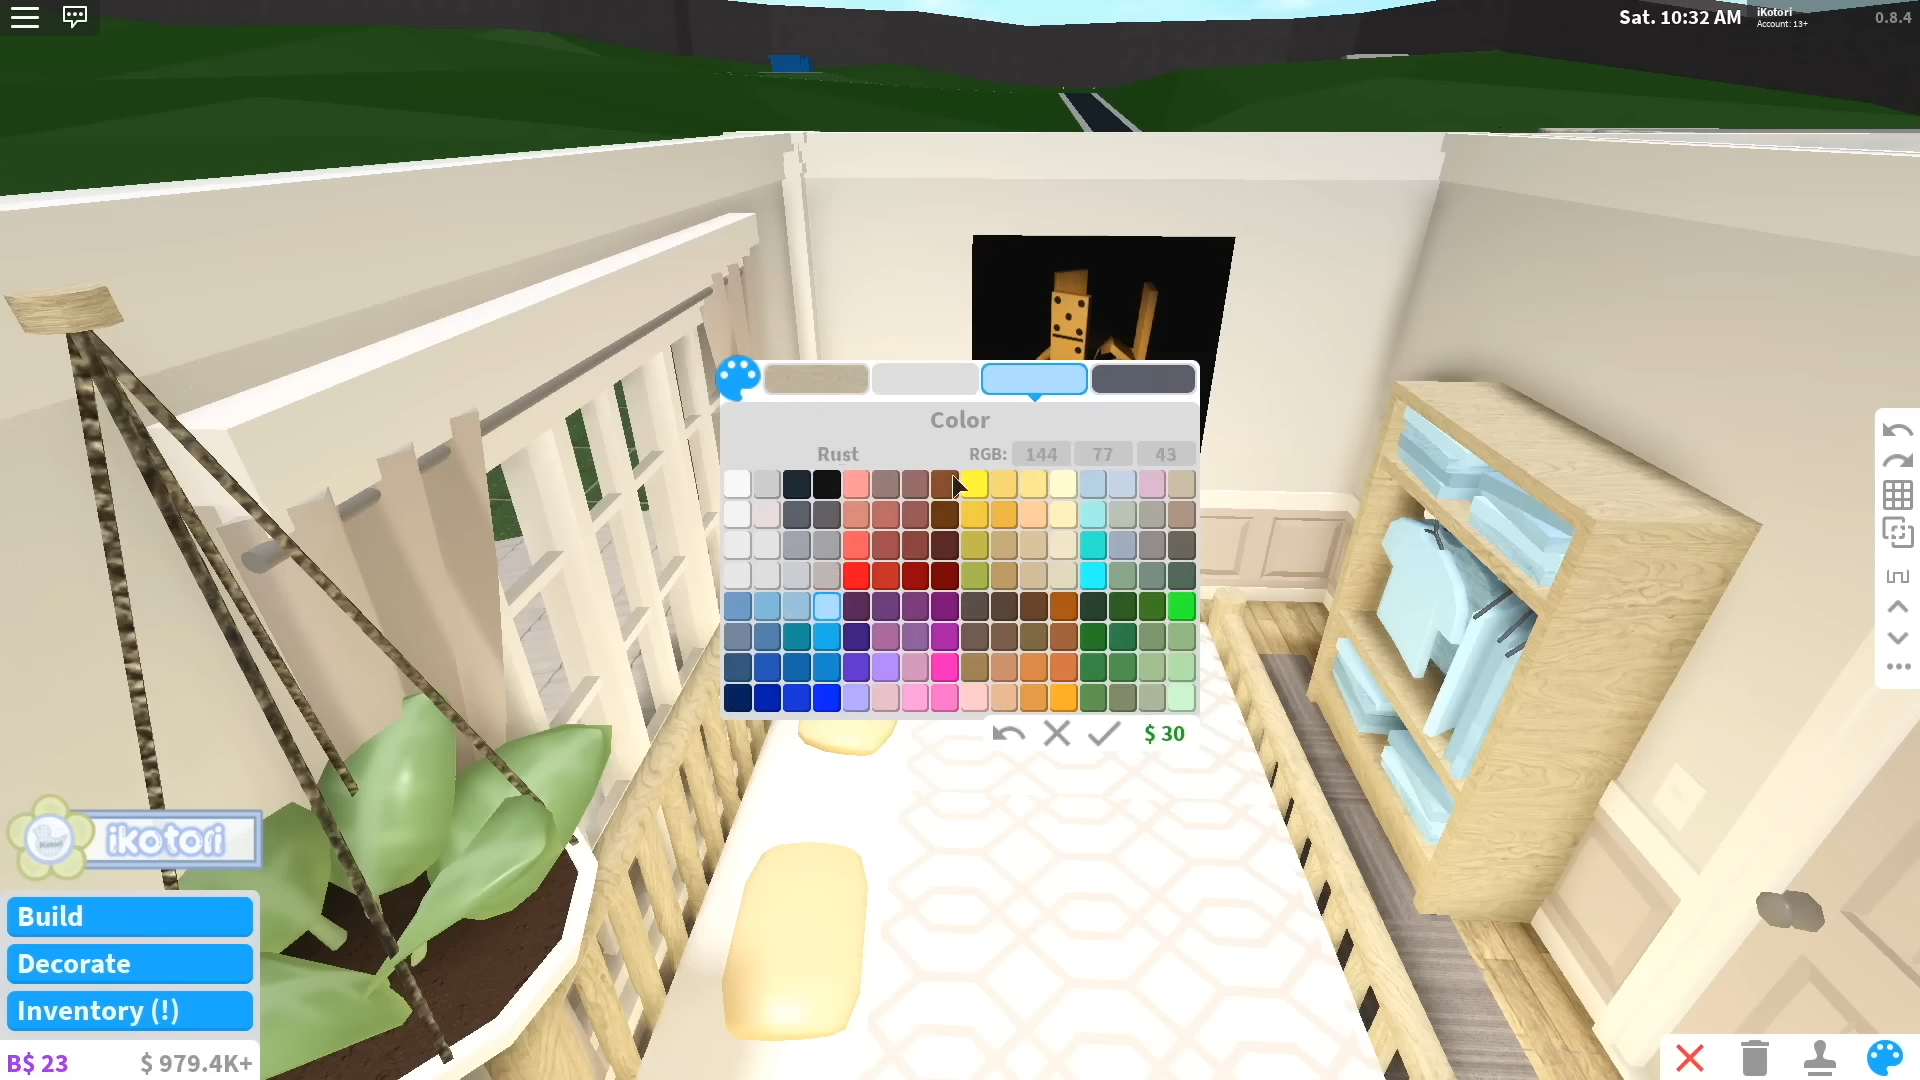 Sat. 10:32 AM
iKotori
Account: 13+
0.8.4
Color
Rust
RGB: 144 77 43
$ 30
ikotori
Build
Decorate
Inventory (!)
B$ 23
$ 979.4K+